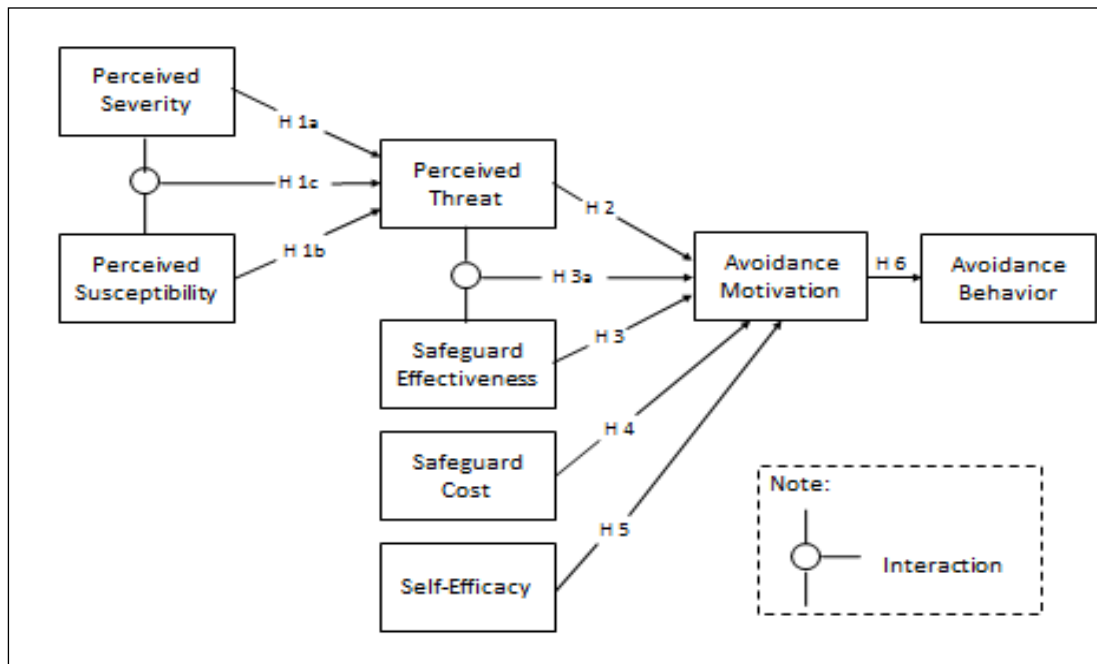 Perceived
Severity
H 1a
H 1c
Perceived
Threat
H 2
Perceived
Susceptibility
H 1b
H 3a
Avoidance
Motivation
H 6
Avoidance
Behavior
Safeguard
Effectiveness
H 3
Safeguard
Cost
H 4
Self-Efficacy
H 5
Note:
Interaction